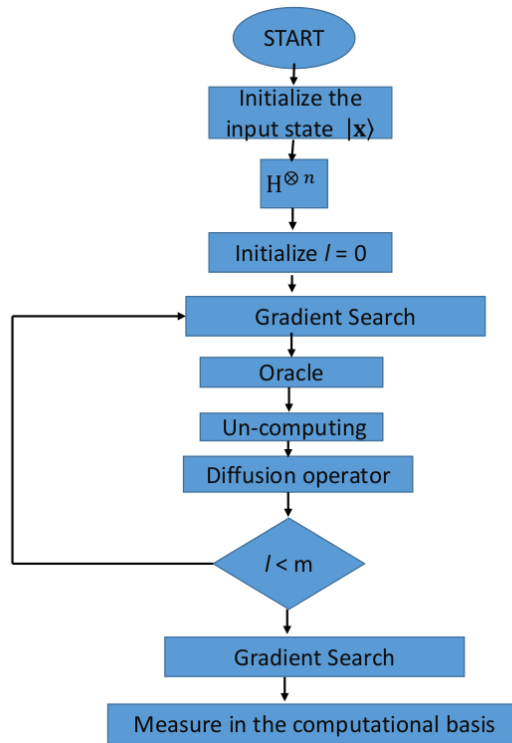 START
Initialize the
input state |𝐱⟩
H⊗ n
Initialize l = 0
Gradient Search
Oracle
Un-computing
Diffusion operator
l < m
Gradient Search
Measure in the computational basis